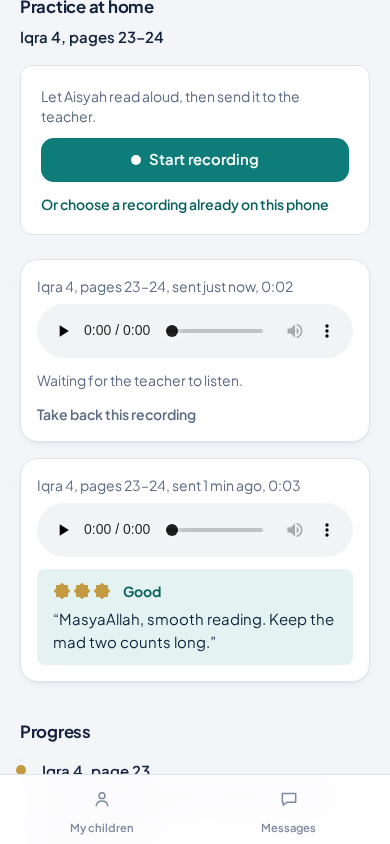 Practice at home
Iqra 4, pages 23–24
Let Aisyah read aloud, then send it to the
teacher.
Start recording
Or choose a recording already on this phone
Iqra 4, pages 23–24, sent just now, 0:02
0:00 / 0:00
Waiting for the teacher to listen.
Take back this recording
Iqra 4, pages 23–24, sent 1 min ago, 0:03
0:00 / 0:00
Good
“MasyaAllah, smooth reading. Keep the
mad two counts long.”
Progress
Iqra 4, page 23
My children
Messages